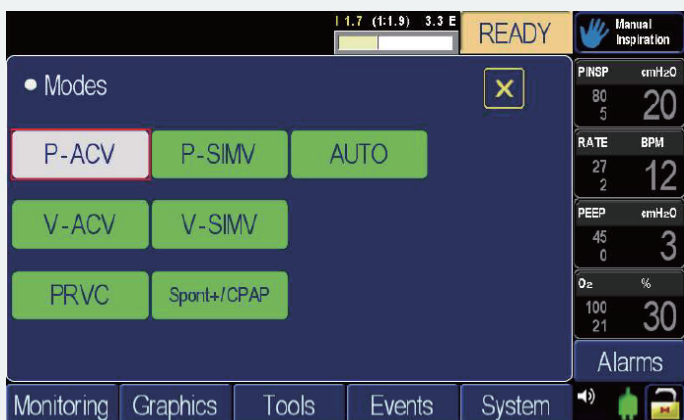 I 1.7 (1:1.9) 3.3 E
READY
Manual
Inspiration
• Modes
X
P-ACV P-SIMV AUTO
V-ACV V-SIMV
PRVC Spont+/CPAP
PINSP cmH₂O
80
5
20
RATE BPM
27
2
12
PEEP cmH₂O
45
0
3
O₂ %
100
21
30
Alarms
Monitoring Graphics Tools Events System